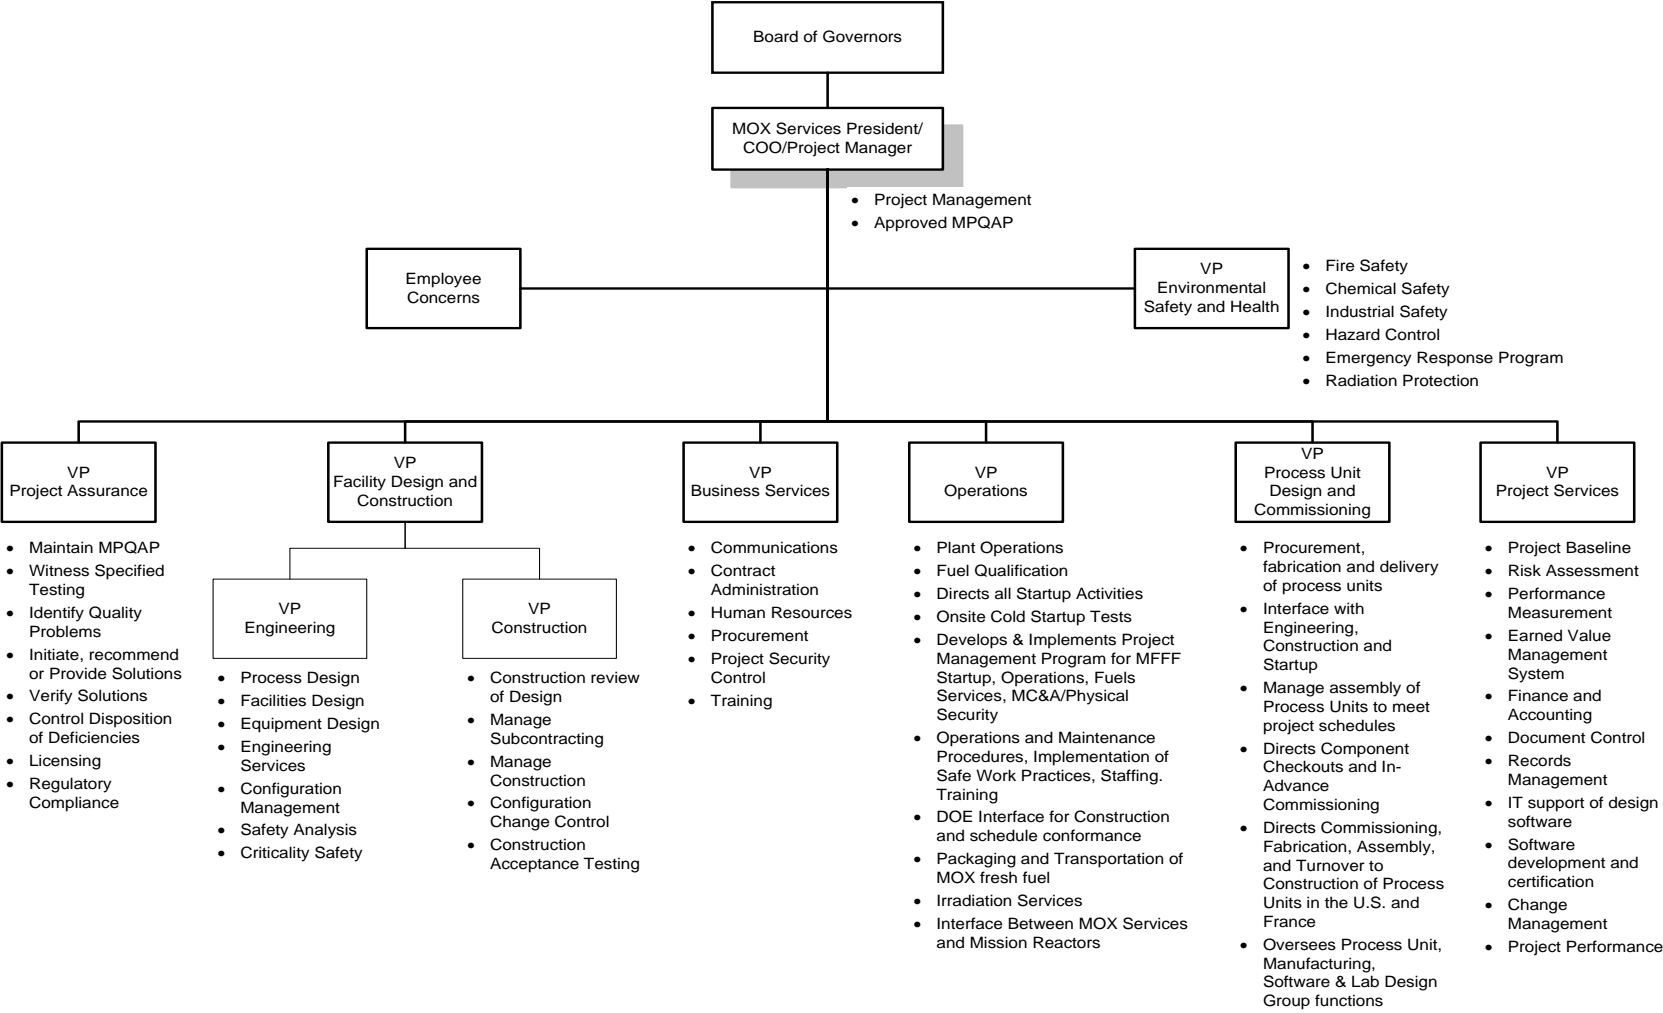 Board of Governors
MOX Services President/
COO/Project Manager
• Project Management
• Approved MPQAP
Employee
Concerns
VP
Environmental
Safety and Health
• Fire Safety
• Chemical Safety
• Industrial Safety
• Hazard Control
• Emergency Response Program
• Radiation Protection
VP
Project Assurance
• Maintain MPQAP
• Witness Specified
Testing
• Identify Quality
Problems
• Initiate, recommend
or Provide Solutions
• Verify Solutions
• Control Disposition
of Deficiencies
• Licensing
• Regulatory
Compliance
VP
Facility Design and
Construction
VP
Engineering
• Process Design
• Facilities Design
• Equipment Design
• Engineering
Services
• Configuration
Management
• Safety Analysis
• Criticality Safety
VP
Construction
• Construction review
of Design
• Manage
Subcontracting
• Manage
Construction
• Configuration
Change Control
• Construction
Acceptance Testing
VP
Business Services
• Communications
• Contract
Administration
• Human Resources
• Procurement
• Project Security
Control
• Training
VP
Operations
• Plant Operations
• Fuel Qualification
• Directs all Startup Activities
• Onsite Cold Startup Tests
• Develops & Implements Project
Management Program for MFFF
Startup, Operations, Fuels
Services, MC&A/Physical
Security
• Operations and Maintenance
Procedures, Implementation of
Safe Work Practices, Staffing.
Training
• DOE Interface for Construction
and schedule conformance
• Packaging and Transportation of
MOX fresh fuel
• Irradiation Services
• Interface Between MOX Services
and Mission Reactors
VP
Process Unit
Design and
Commissioning
• Procurement,
fabrication and delivery
of process units
• Interface with
Engineering,
Construction and
Startup
• Manage assembly of
Process Units to meet
project schedules
• Directs Component
Checkouts and In-
Advance
Commissioning
• Directs Commissioning,
Fabrication, Assembly,
and Turnover to
Construction of Process
Units in the U.S. and
France
• Oversees Process Unit,
Manufacturing,
Software & Lab Design
Group functions
VP
Project Services
• Project Baseline
• Risk Assessment
• Performance
Measurement
• Earned Value
Management
System
• Finance and
Accounting
• Document Control
• Records
Management
• IT support of design
software
• Software
development and
certification
• Change
Management
• Project Performance